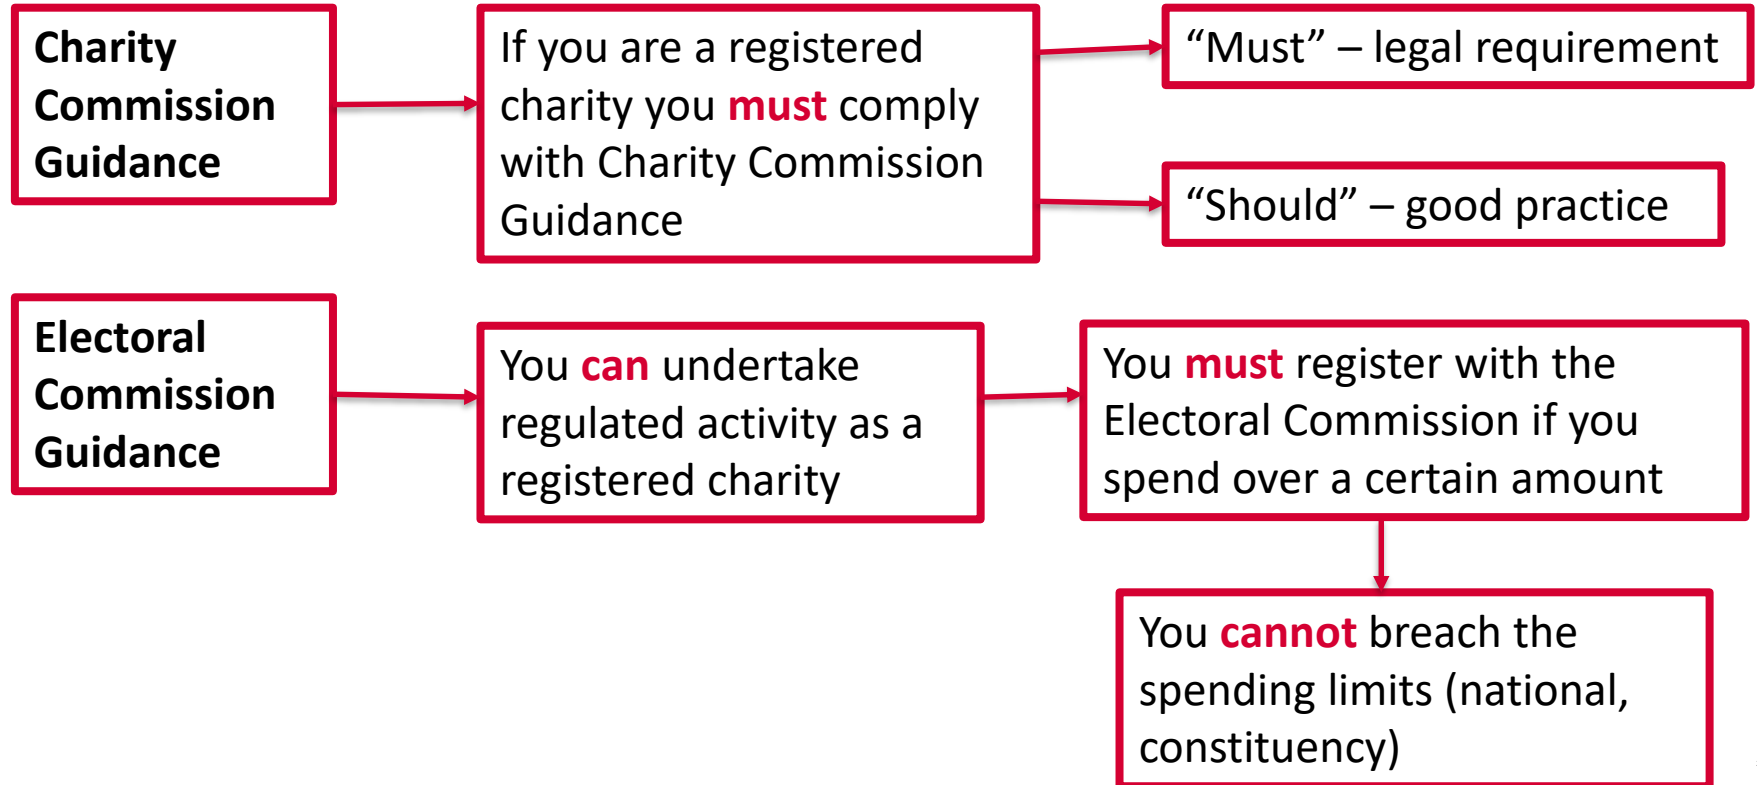 Charity
Commission
Guidance
If you are a registered
charity you must comply
with Charity Commission
Guidance
“Must” – legal requirement
“Should” – good practice
Electoral
Commission
Guidance
You can undertake
regulated activity as a
registered charity
You must register with the
Electoral Commission if you
spend over a certain amount
You cannot breach the
spending limits (national,
constituency)